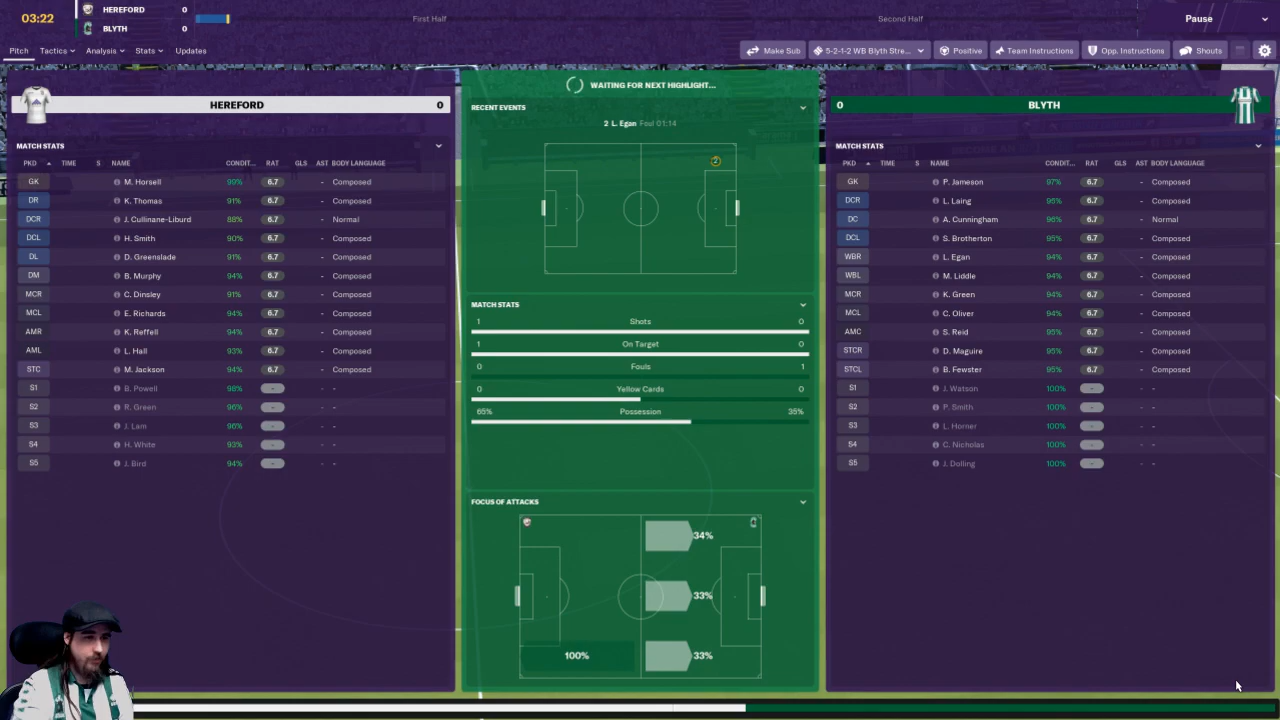 03:22
HEREFORD 0
BLYTH 0
First Half
Second Half
Pause
Pitch Tactics Analysis Stats Updates
Make Sub 5-2-1-2 WB Blyth Stre... Positive Team Instructions Opp. Instructions Shouts
HEREFORD 0
MATCH STATS
PKD TIME S NAME CONDIT... RAT GLS AST BODY LANGUAGE
GK M. Horsell 99% 6.7 - Composed
DR K. Thomas 91% 6.7 - Composed
DCR J. Cullinane-Liburd 88% 6.7 - Normal
DCL H. Smith 90% 6.7 - Composed
DL D. Greenslade 91% 6.7 - Composed
DM B. Murphy 94% 6.7 - Composed
MCR C. Dinsley 91% 6.7 - Composed
MCL E. Richards 94% 6.7 - Composed
AMR K. Reffell 94% 6.7 - Composed
AML L. Hall 93% 6.7 - Composed
STC M. Jackson 94% 6.7 - Composed
S1 B. Powell 98% - - -
S2 R. Green 96% - - -
S3 J. Lam 96% - - -
S4 H. White 93% - - -
S5 J. Bird 94% - - -
WAITING FOR NEXT HIGHLIGHT...
RECENT EVENTS
2 L. Egan Foul 01:14
2
MATCH STATS
1 Shots 0
1 On Target 0
0 Fouls 1
0 Yellow Cards 0
65% Possession 35%
FOCUS OF ATTACKS
34%
33%
100% 33%
0 BLYTH
MATCH STATS
PKD TIME S NAME CONDIT... RAT GLS AST BODY LANGUAGE
GK P. Jameson 97% 6.7 - Composed
DCR L. Laing 96% 6.7 - Composed
DC A. Cunningham 96% 6.7 - Normal
DCL S. Brotherton 95% 6.7 - Composed
WBR L. Egan 94% 6.7 - Composed
WBL M. Liddle 94% 6.7 - Composed
MCR K. Green 94% 6.7 - Composed
MCL C. Oliver 94% 6.7 - Composed
AMC S. Reid 95% 6.7 - Composed
STCR D. Maguire 95% 6.7 - Composed
STCL B. Fewster 95% 6.7 - Composed
S1 J. Watson 100% - - -
S2 P. Smith 100% - - -
S3 L. Horner 100% - - -
S4 C. Nicholas 100% - - -
S5 J. Dolling 100% - - -